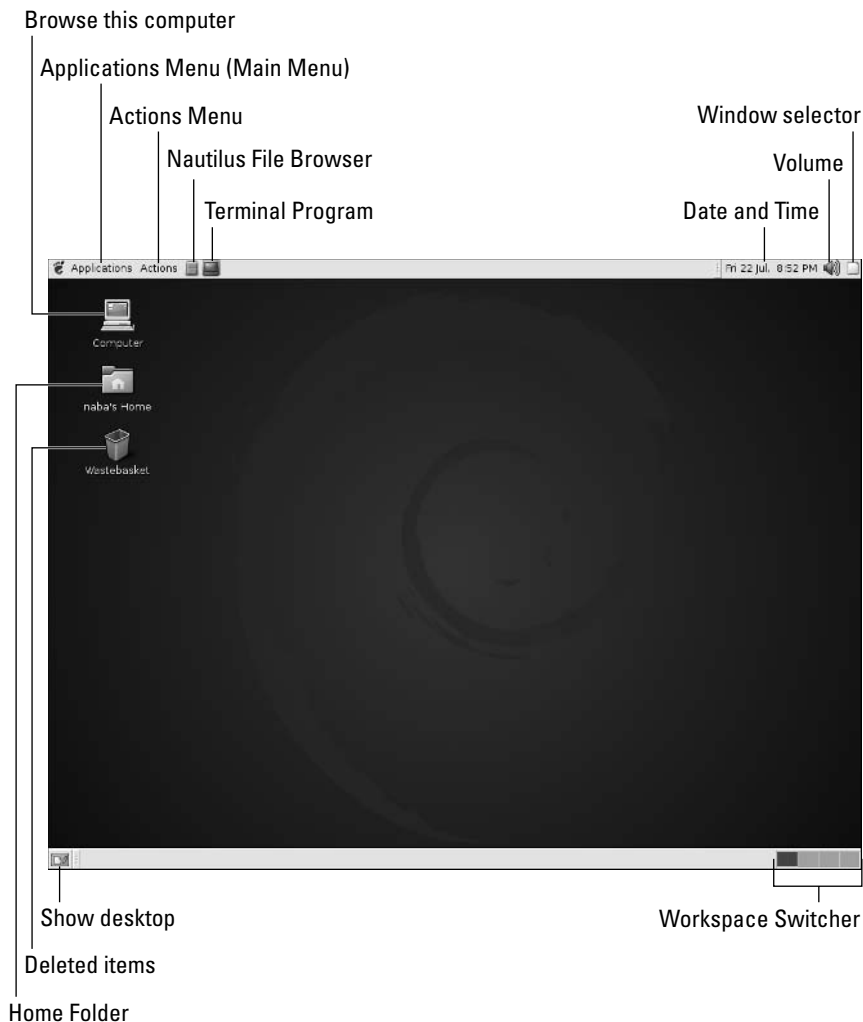 Browse this computer
Applications Menu (Main Menu)
Actions Menu
Window selector
Nautilus File Browser
Volume
Terminal Program
Date and Time
Applications Actions
Fri 22 Jul, 8:52 PM
Computer
naba's Home
Wastebasket
Show desktop
Workspace Switcher
Deleted items
Home Folder